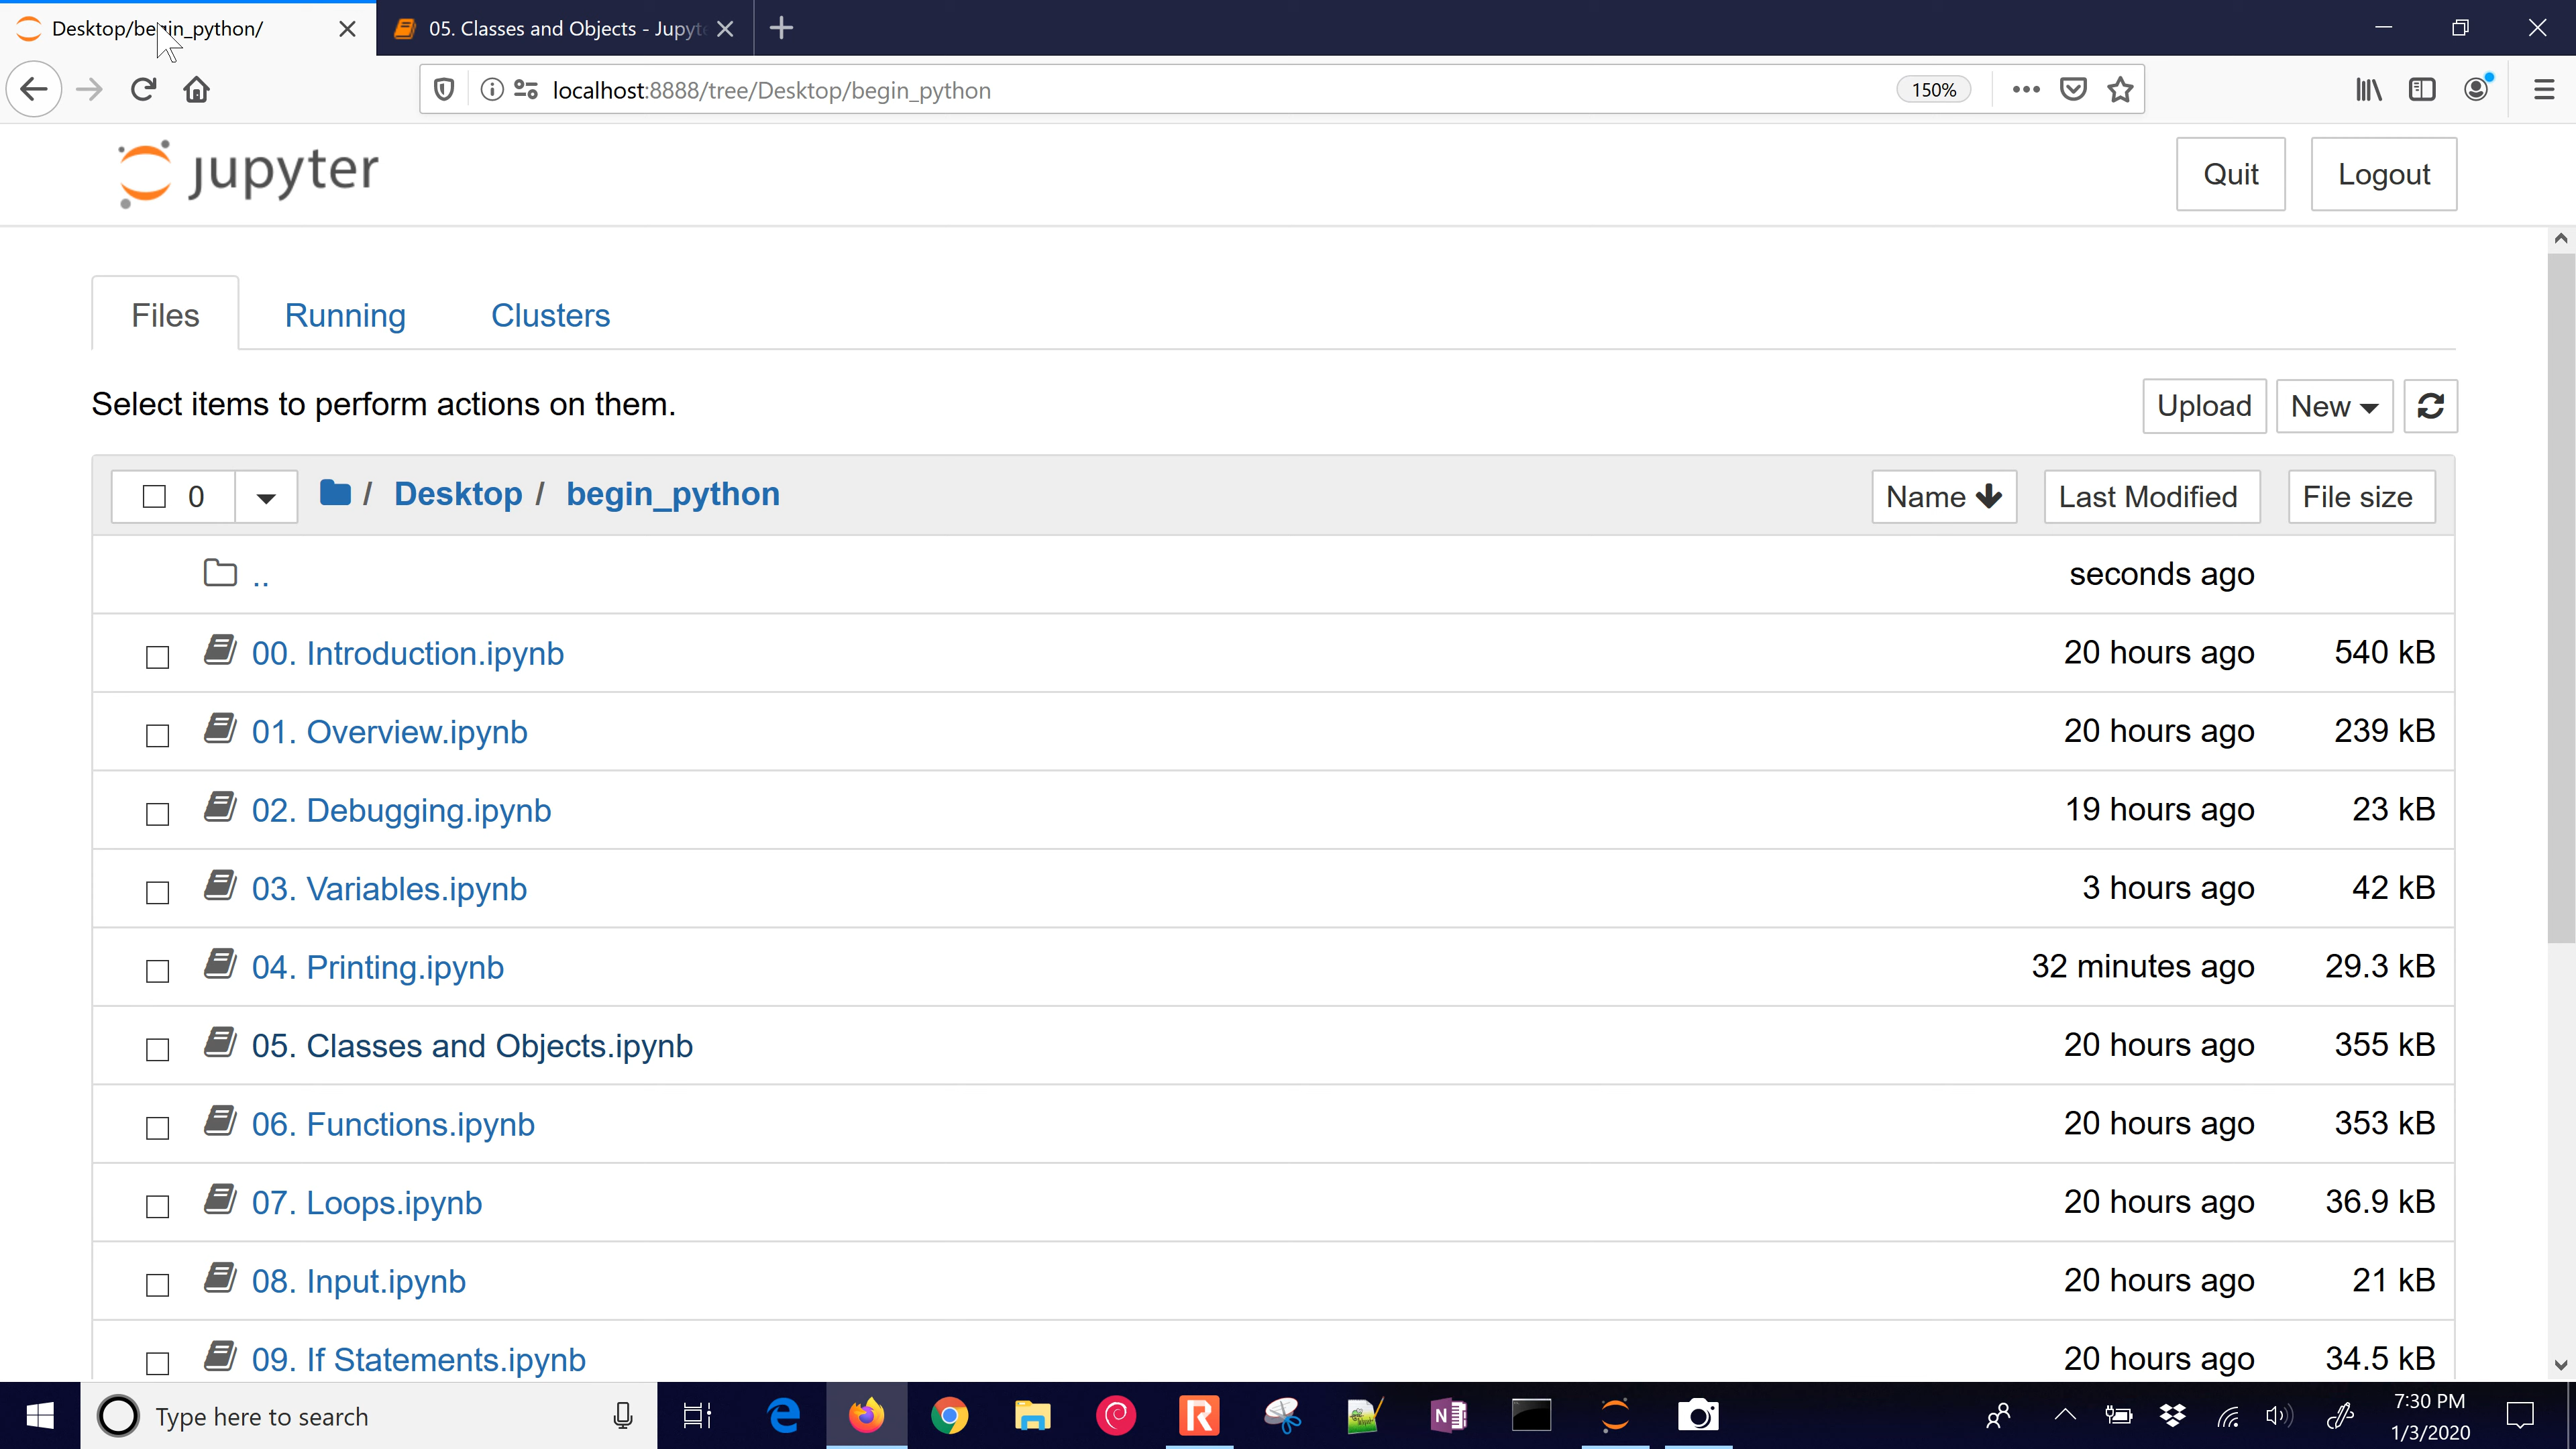 Desktop/begin_python/
05. Classes and Objects - Jupyte
localhost:8888/tree/Desktop/begin_python
150%
jupyter
Quit
Logout
Files
Running
Clusters
Select items to perform actions on them.
Upload
New
0
/ Desktop / begin_python
Name
Last Modified
File size
.. seconds ago
00. Introduction.ipynb 20 hours ago 540 kB
01. Overview.ipynb 20 hours ago 239 kB
02. Debugging.ipynb 19 hours ago 23 kB
03. Variables.ipynb 3 hours ago 42 kB
04. Printing.ipynb 32 minutes ago 29.3 kB
05. Classes and Objects.ipynb 20 hours ago 355 kB
06. Functions.ipynb 20 hours ago 353 kB
07. Loops.ipynb 20 hours ago 36.9 kB
08. Input.ipynb 20 hours ago 21 kB
09. If Statements.ipynb 20 hours ago 34.5 kB
Type here to search
7:30 PM
1/3/2020